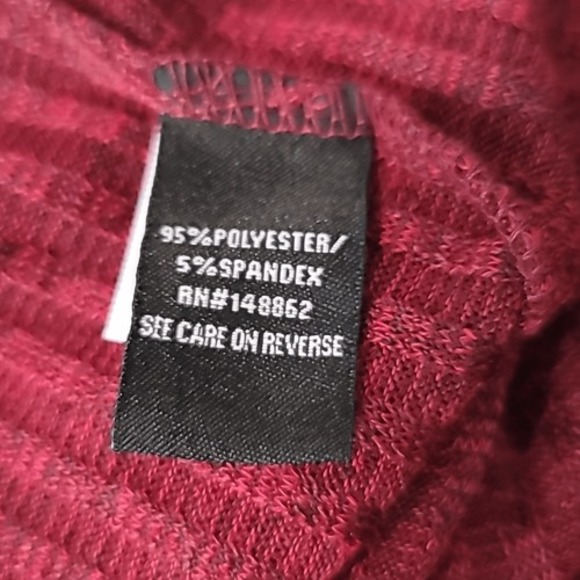 95%POLYESTER/
5%SPANDEX
RN#148862
SEE CARE ON REVERSE